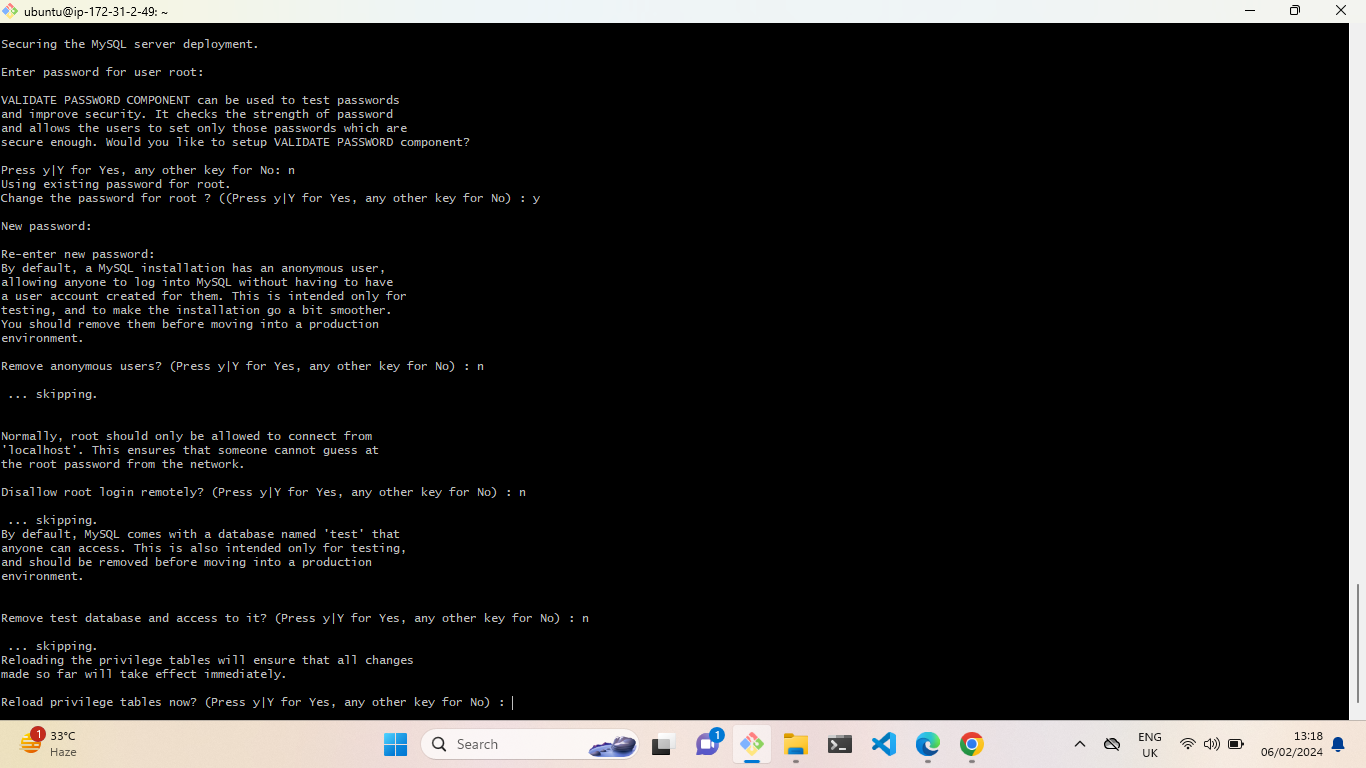 ubuntu@ip-172-31-2-49: ~
Securing the MySQL server deployment.
Enter password for user root:
VALIDATE PASSWORD COMPONENT can be used to test passwords
and improve security. It checks the strength of password
and allows the users to set only those passwords which are
secure enough. Would you like to setup VALIDATE PASSWORD component?
Press y|Y for Yes, any other key for No: n
Using existing password for root.
Change the password for root ? ((Press y|Y for Yes, any other key for No) : y
New password:
Re-enter new password:
By default, a MySQL installation has an anonymous user,
allowing anyone to log into MySQL without having to have
a user account created for them. This is intended only for
testing, and to make the installation go a bit smoother.
You should remove them before moving into a production
environment.
Remove anonymous users? (Press y|Y for Yes, any other key for No) : n
... skipping.
Normally, root should only be allowed to connect from
'localhost'. This ensures that someone cannot guess at
the root password from the network.
Disallow root login remotely? (Press y|Y for Yes, any other key for No) : n
... skipping.
By default, MySQL comes with a database named 'test' that
anyone can access. This is also intended only for testing,
and should be removed before moving into a production
environment.
Remove test database and access to it? (Press y|Y for Yes, any other key for No) : n
... skipping.
Reloading the privilege tables will ensure that all changes
made so far will take effect immediately.
Reload privilege tables now? (Press y|Y for Yes, any other key for No) :
1
33°C
Haze
Search
1
ENG
UK
13:18
06/02/2024